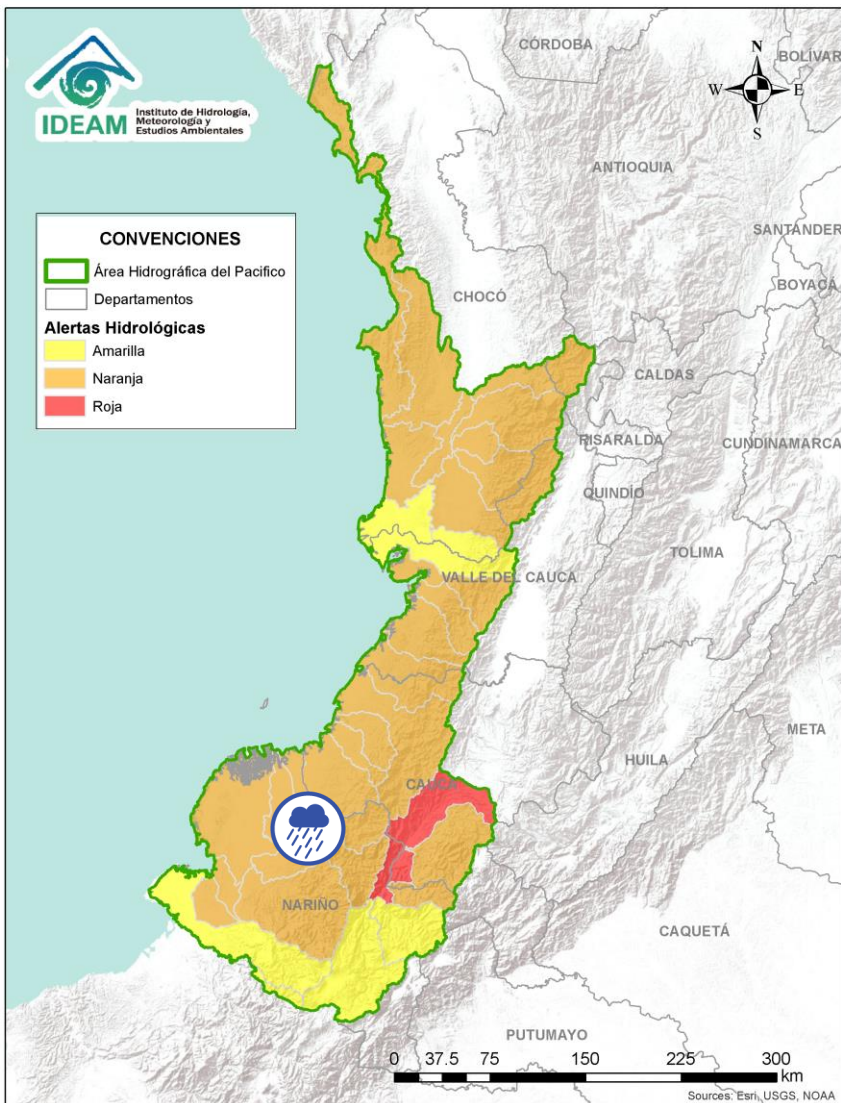 IDEAM
Instituto de Hidrología,
Meteorología y
Estudios Ambientales
CÓRDOBA
BOLÍVAR
N
W
E
S
ANTIOQUIA
SANTANDER
BOYACÁ
CONVENCIONES
Área Hidrográfica del Pacifico
Departamentos
Alertas Hidrológicas
Amarilla
Naranja
Roja
CHOCÓ
CALDAS
RISARALDA
CUNDINAMARCA
QUINDÍO
TOLIMA
VALLE DEL CAUCA
META
HUILA
CAUCA
NARIÑO
CAQUETÁ
PUTUMAYO
0 37.5 75 150 225 300
km
Sources: Esri, USGS, NOAA